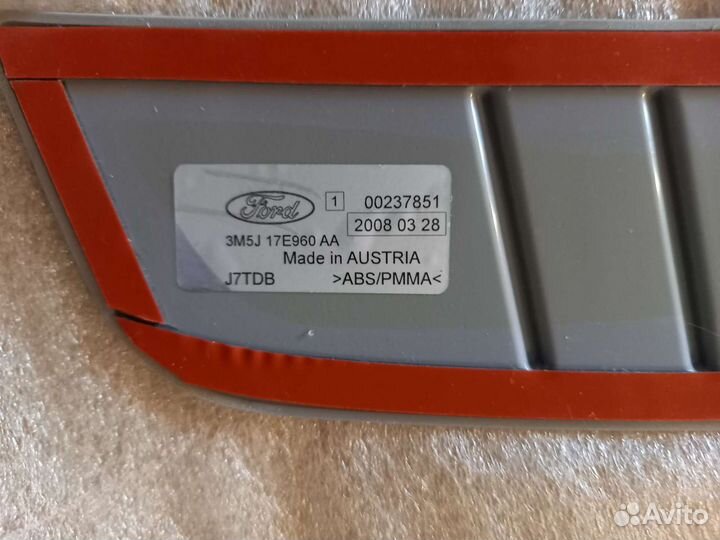 Ford 1 00237851
2008 03 28
3M5J 17E960 AA
Made in AUSTRIA
J7TDB >ABS/PMMA<
Avito